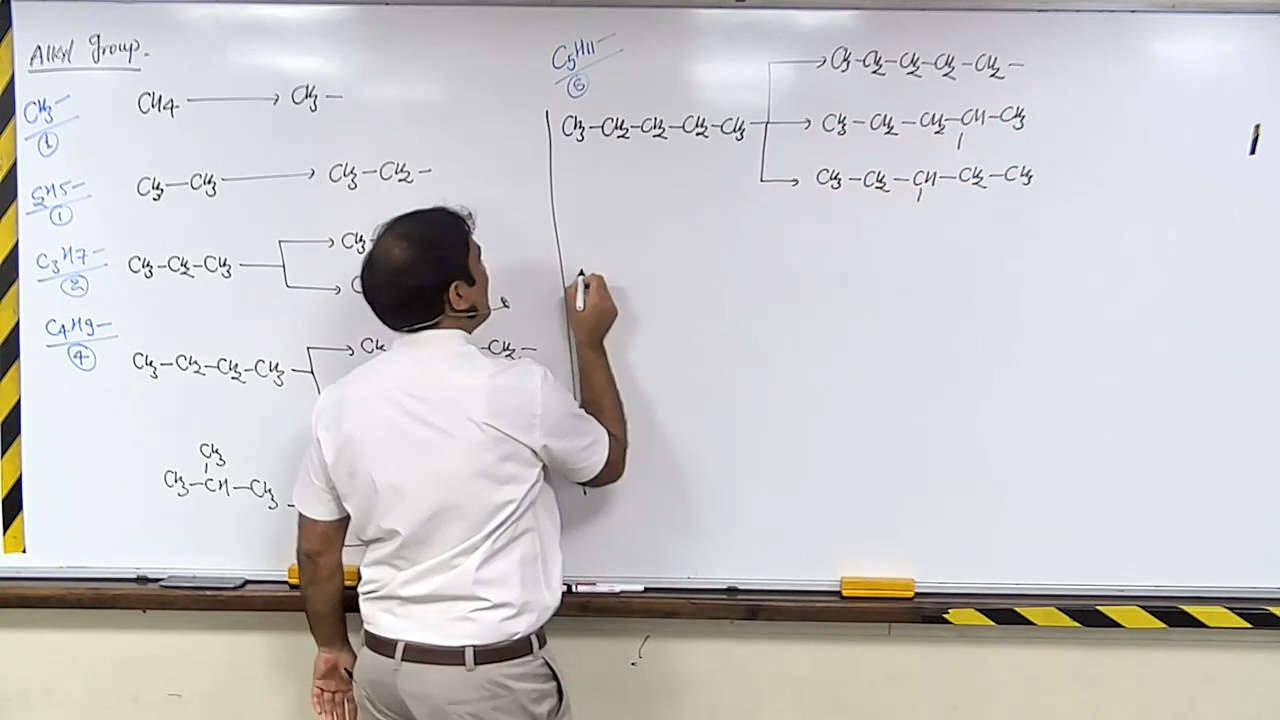 Alkyl Group.
CH3-
1
CH4 → CH3-
C2H5-
1
CH3-CH3 → CH3-CH2-
C3H7-
2
CH3-CH2-CH3 → CH3
C4H9-
4
CH3-CH2-CH2-CH3 → -CH2-
CH3
CH3-CH-CH3
C5H11-
CH3-CH2-CH2-CH2-CH3
→ CH3-CH2-CH2-CH2-CH2-
→ CH3-CH2-CH2-CH-CH3
→ CH3-CH2-CH-CH2-CH3